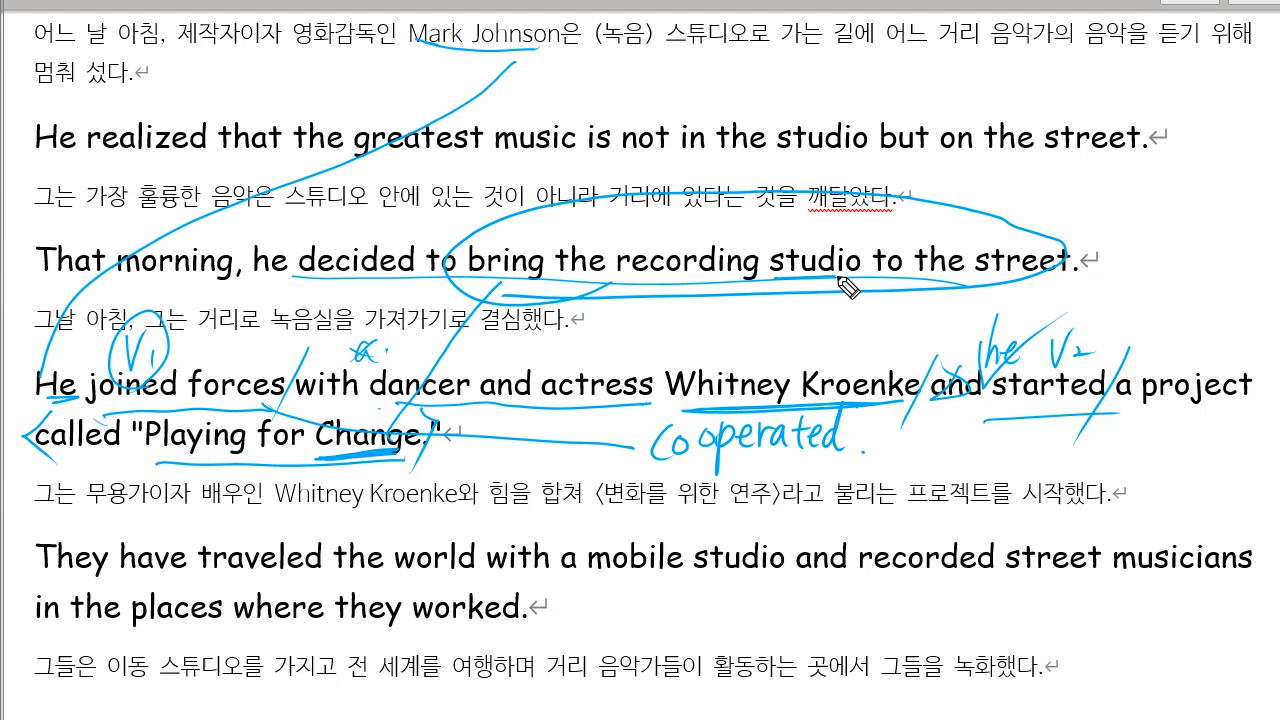 어느 날 아침, 제작자이자 영화감독인 Mark Johnson은 (녹음) 스튜디오로 가는 길에 어느 거리 음악가의 음악을 듣기 위해
멈춰 섰다.↵
He realized that the greatest music is not in the studio but on the street.↵
그는 가장 훌륭한 음악은 스튜디오 안에 있는 것이 아니라 거리에 있다는 것을 깨달았다.↵
That morning, he decided to bring the recording studio to the street.↵
그날 아침, 그는 거리로 녹음실을 가져가기로 결심했다.↵
V1
he V2
He joined forces with dancer and actress Whitney Kroenke and started a project
called "Playing for Change."↵
cooperated.
그는 무용가이자 배우인 Whitney Kroenke와 힘을 합쳐 <변화를 위한 연주>라고 불리는 프로젝트를 시작했다.↵
They have traveled the world with a mobile studio and recorded street musicians
in the places where they worked.↵
그들은 이동 스튜디오를 가지고 전 세계를 여행하며 거리 음악가들이 활동하는 곳에서 그들을 녹화했다.↵